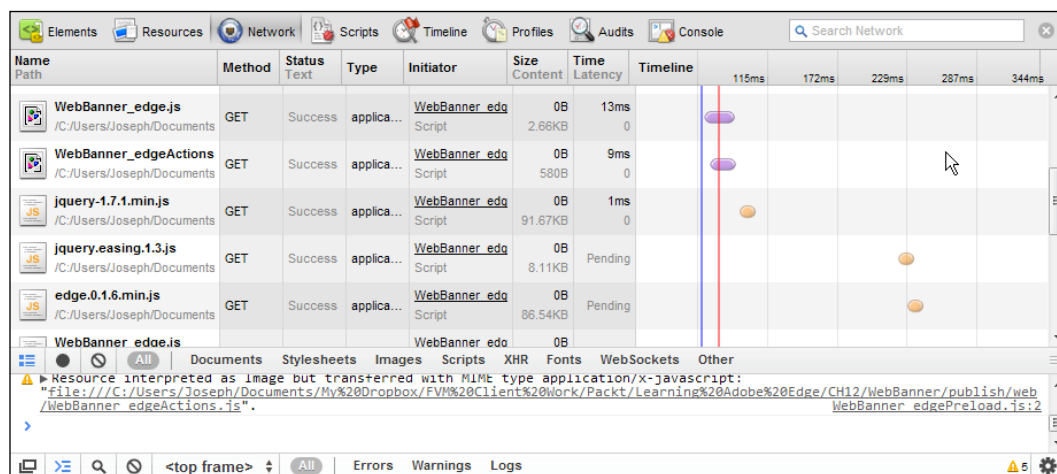 Elements Resources Network Scripts Timeline Profiles Audits Console Search Network
Name Path Method Status Text Type Initiator Size Content Time Latency Timeline 115ms 172ms 229ms 287ms 344ms
WebBanner_edge.js GET Success applica... WebBanner_edg 0B 13ms
/C:/Users/Joseph/Documents Script 2.66KB 0
WebBanner_edgeActions GET Success applica... WebBanner_edg 0B 9ms
/C:/Users/Joseph/Documents Script 580B 0
jquery-1.7.1.min.js GET Success applica... WebBanner_edg 0B 1ms
/C:/Users/Joseph/Documents Script 91.67KB 0
jquery.easing.1.3.js GET Success applica... WebBanner_edg 0B Pending
/C:/Users/Joseph/Documents Script 8.11KB
edge.0.1.6.min.js GET Success applica... WebBanner_edg 0B Pending
/C:/Users/Joseph/Documents Script 86.54KB
WebBanner_edge.js WebBanner_edg 0B
All Documents Stylesheets Images Scripts XHR Fonts WebSockets Other
Resource interpreted as Image but transferred with MIME type application/x-javascript:
"file:///C:/Users/Joseph/Documents/My%20Dropbox/FVM%20Client%20Work/Packt/Learning%20Adobe%20Edge/CH12/WebBanner/publish/web
/WebBanner_edgeActions.js". WebBanner_edgePreload.js:2
>
<top frame> All Errors Warnings Logs 5